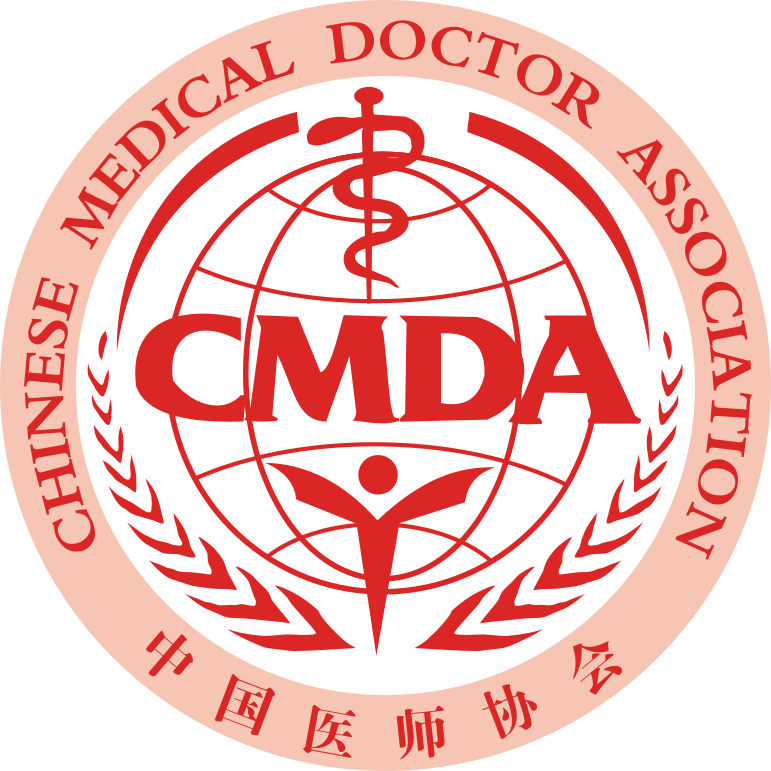 CHINESE MEDICAL DOCTOR ASSOCIATION
CMDA
中国医师协会